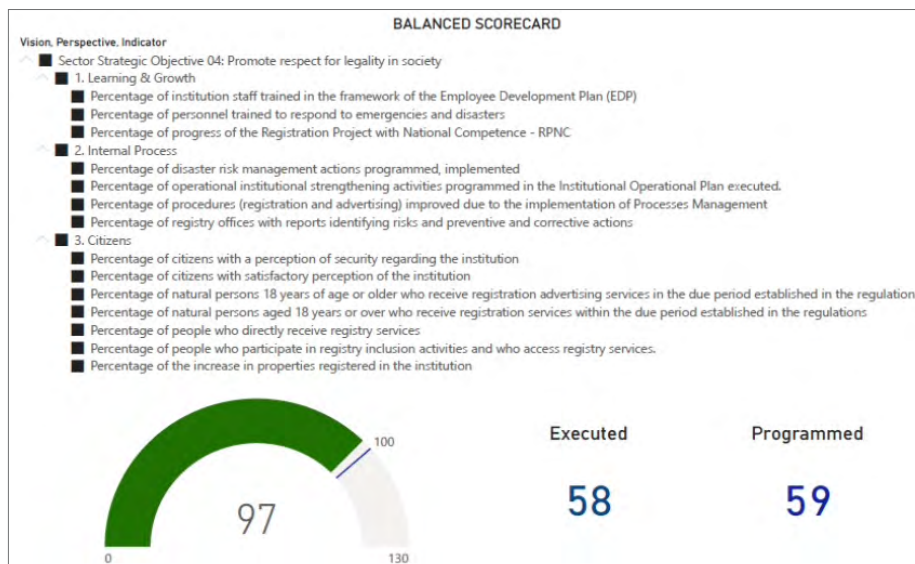 BALANCED SCORECARD
Vision, Perspective, Indicator
Sector Strategic Objective 04: Promote respect for legality in society
1. Learning & Growth
Percentage of institution staff trained in the framework of the Employee Development Plan (EDP)
Percentage of personnel trained to respond to emergencies and disasters
Percentage of progress of the Registration Project with National Competence - RPNC
2. Internal Process
Percentage of disaster risk management actions programmed, implemented
Percentage of operational institutional strengthening activities programmed in the Institutional Operational Plan executed.
Percentage of procedures (registration and advertising) improved due to the implementation of Processes Management
Percentage of registry offices with reports identifying risks and preventive and corrective actions
3. Citizens
Percentage of citizens with a perception of security regarding the institution
Percentage of citizens with satisfactory perception of the institution
Percentage of natural persons 18 years of age or older who receive registration advertising services in the due period established in the regulation
Percentage of natural persons aged 18 years or over who receive registration services within the due period established in the regulations
Percentage of people who directly receive registry services
Percentage of people who participate in registry inclusion activities and who access registry services.
Percentage of the increase in properties registered in the institution
100
97
0
130
Executed
Programmed
58
59